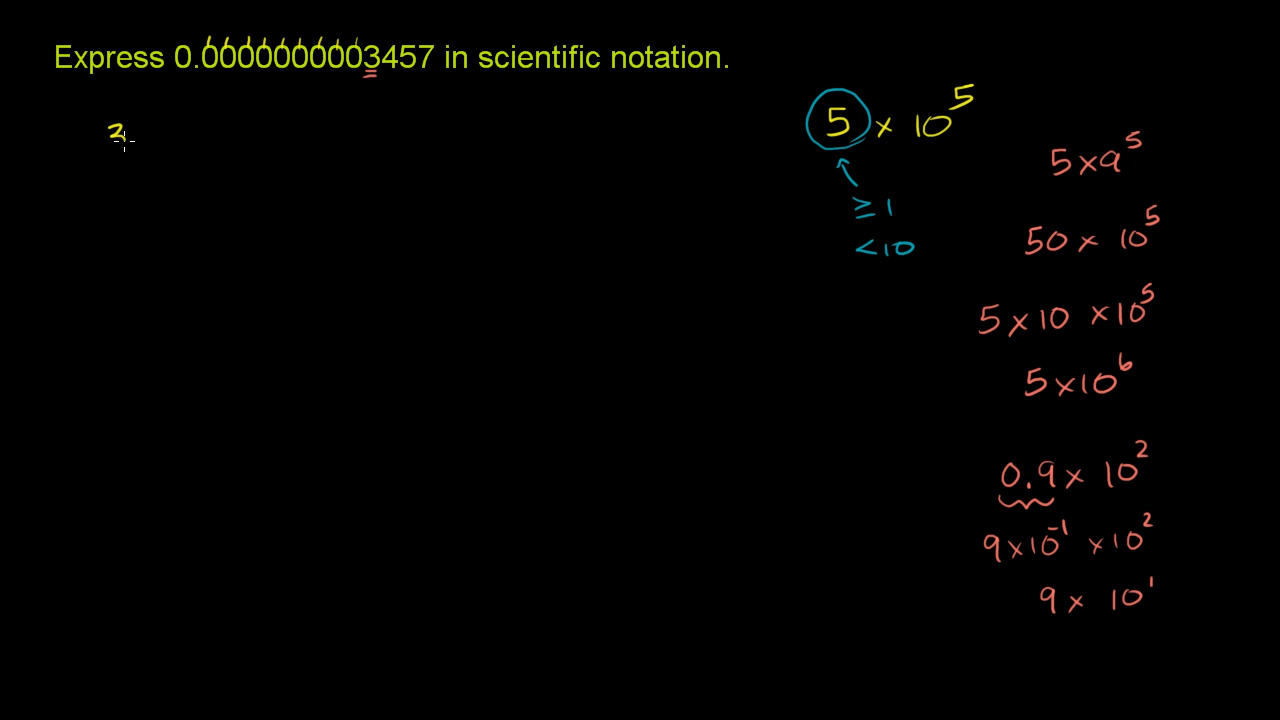 Express 0.0000000003457 in scientific notation.
5 × 10^5
3
5 × 9^5
≥ 1
50 × 10^5
< 10
5 × 10 × 10^5
5 × 10^6
0.9 × 10^2
9 × 10^-1 × 10^2
9 × 10^1